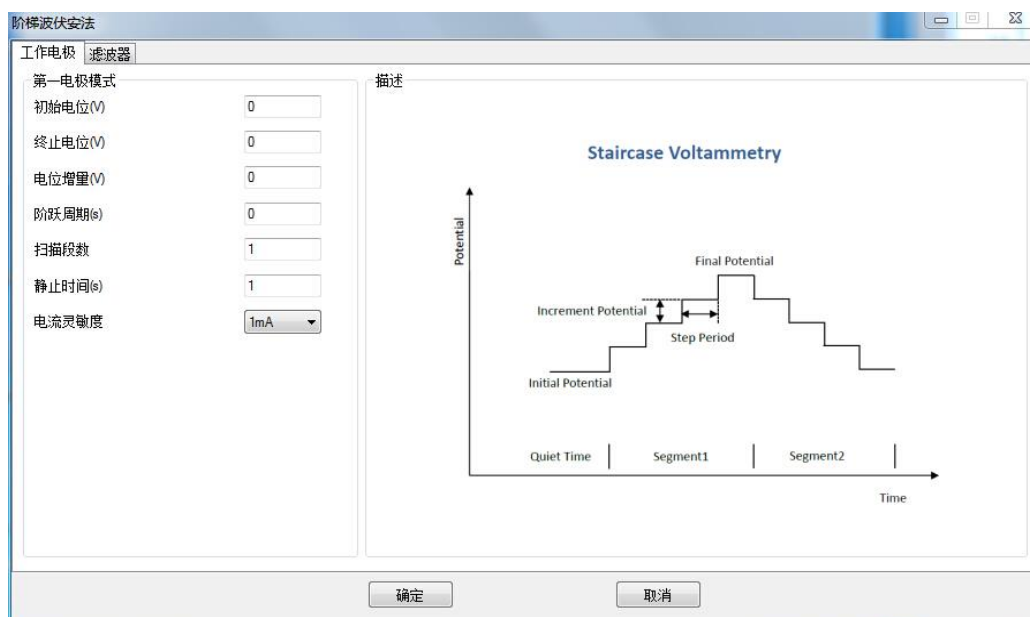 阶梯波伏安法
工作电极 滤波器
第一电极模式
初始电位(V) 0
终止电位(V) 0
电位增量(V) 0
阶跃周期(s) 0
扫描段数 1
静止时间(s) 1
电流灵敏度 1mA
描述
Staircase Voltammetry
Potential
Final Potential
Increment Potential
Step Period
Initial Potential
Quiet Time Segment1 Segment2
Time
确定 取消